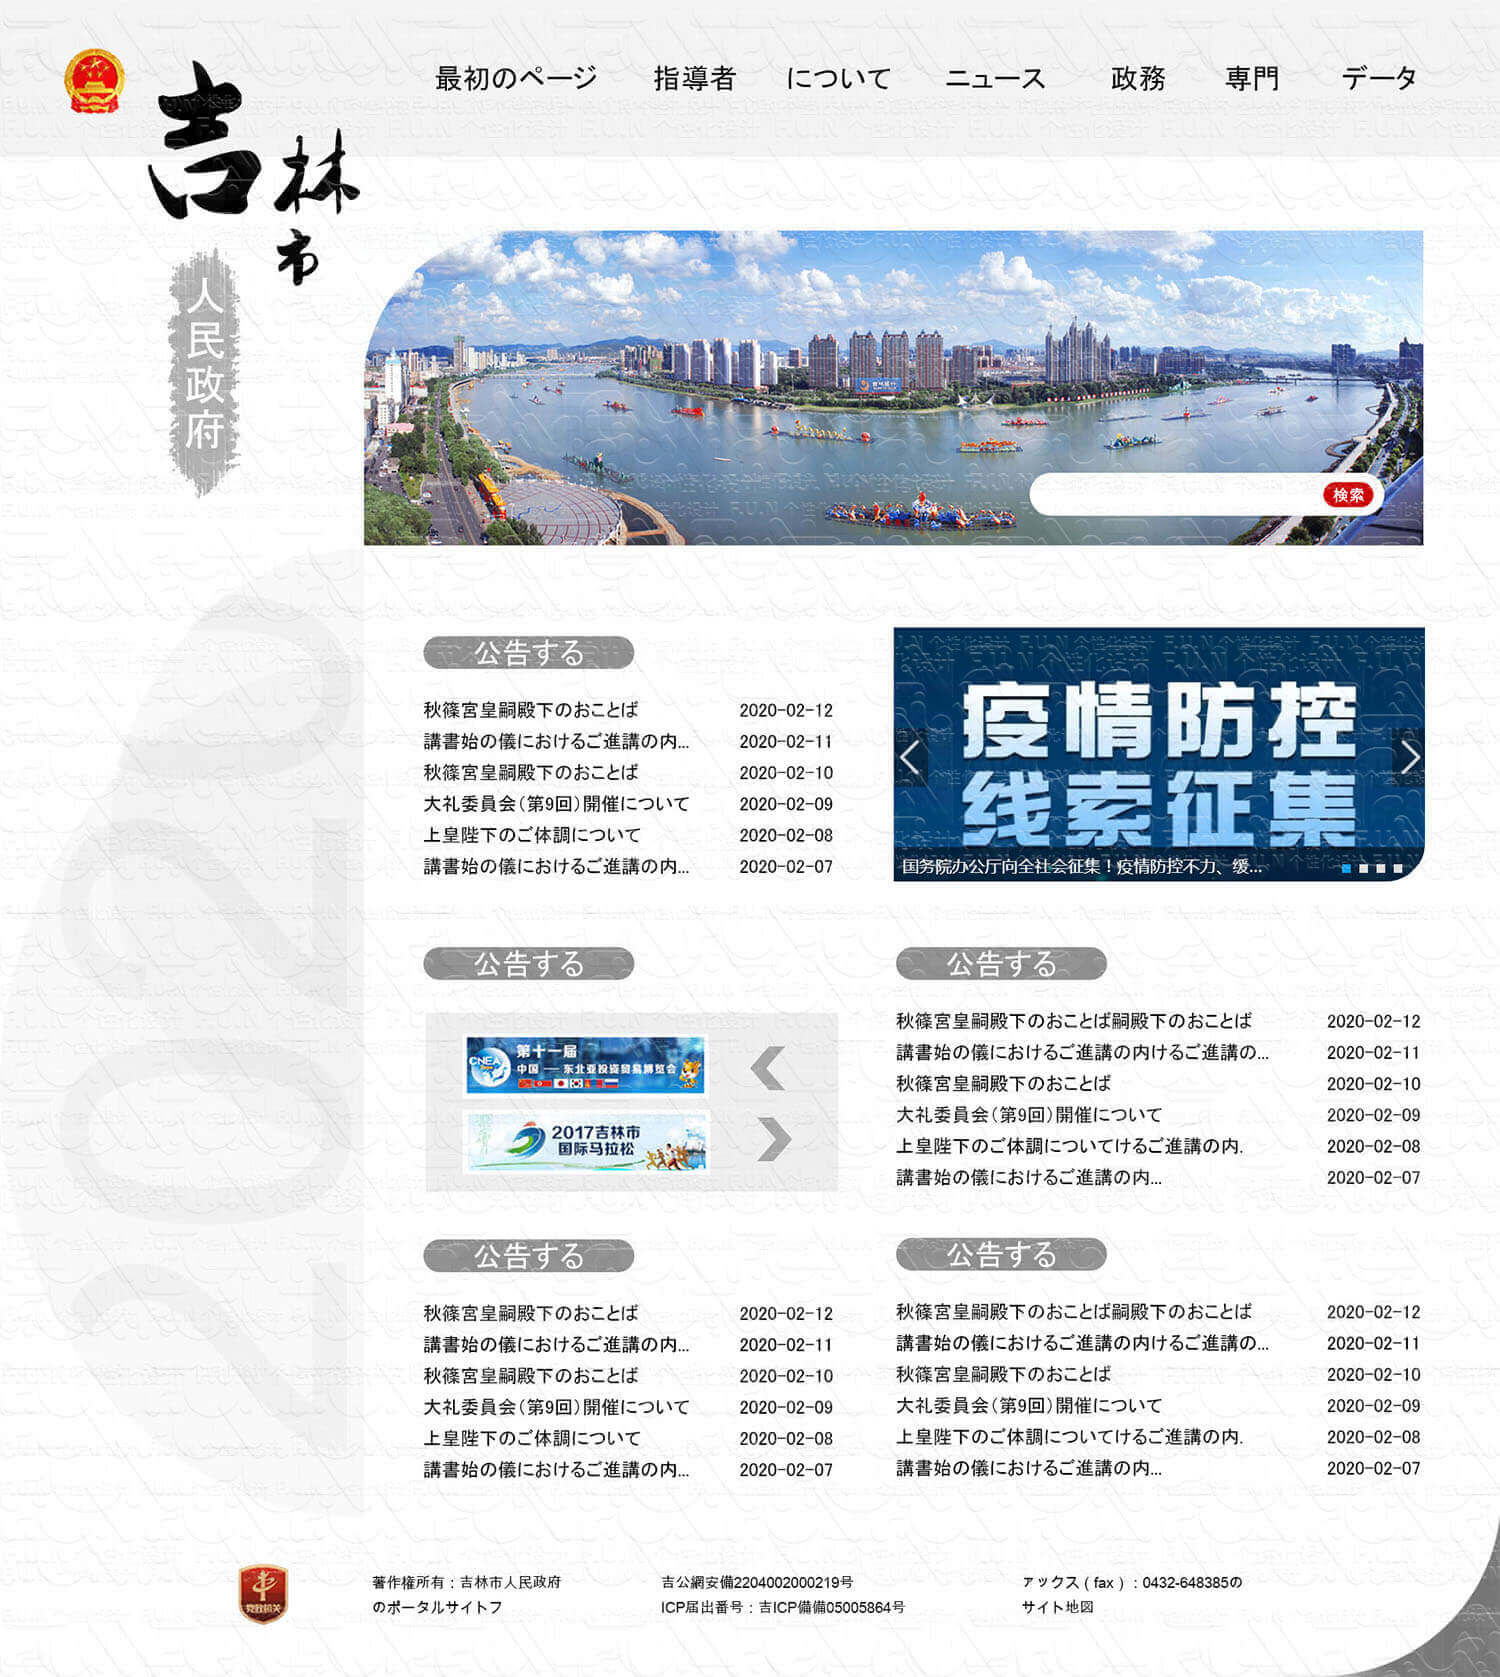 吉林市
人民政府
最初のページ 指導者 について ニュース 政務 専門 データ
検索
公告する
秋篠宮皇嗣殿下のおことば 2020-02-12
講書始の儀におけるご進講の内... 2020-02-11
秋篠宮皇嗣殿下のおことば 2020-02-10
大礼委員会（第9回）開催について 2020-02-09
上皇陛下のご体調について 2020-02-08
講書始の儀におけるご進講の内... 2020-02-07
疫情防控
线索征集
国务院办公厅向全社会征集！疫情防控不力、缓...
公告する
CNEA
第十一届
中国 — 东北亚投资贸易博览会
2017吉林市
国际马拉松
公告する
秋篠宮皇嗣殿下のおことば嗣殿下のおことば 2020-02-12
講書始の儀におけるご進講の内けるご進講の... 2020-02-11
秋篠宮皇嗣殿下のおことば 2020-02-10
大礼委員会（第9回）開催について 2020-02-09
上皇陛下のご体調についてけるご進講の内. 2020-02-08
講書始の儀におけるご進講の内... 2020-02-07
公告する
秋篠宮皇嗣殿下のおことば 2020-02-12
講書始の儀におけるご進講の内... 2020-02-11
秋篠宮皇嗣殿下のおことば 2020-02-10
大礼委員会（第9回）開催について 2020-02-09
上皇陛下のご体調について 2020-02-08
講書始の儀におけるご進講の内... 2020-02-07
公告する
秋篠宮皇嗣殿下のおことば嗣殿下のおことば 2020-02-12
講書始の儀におけるご進講の内けるご進講の... 2020-02-11
秋篠宮皇嗣殿下のおことば 2020-02-10
大礼委員会（第9回）開催について 2020-02-09
上皇陛下のご体調についてけるご進講の内. 2020-02-08
講書始の儀におけるご進講の内... 2020-02-07
2020
党政机关
著作権所有：吉林市人民政府
のポータルサイトフ
吉公網安備2204002000219号
ICP届出番号：吉ICP備備05005864号
ァックス（fax）：0432-648385の
サイト地図